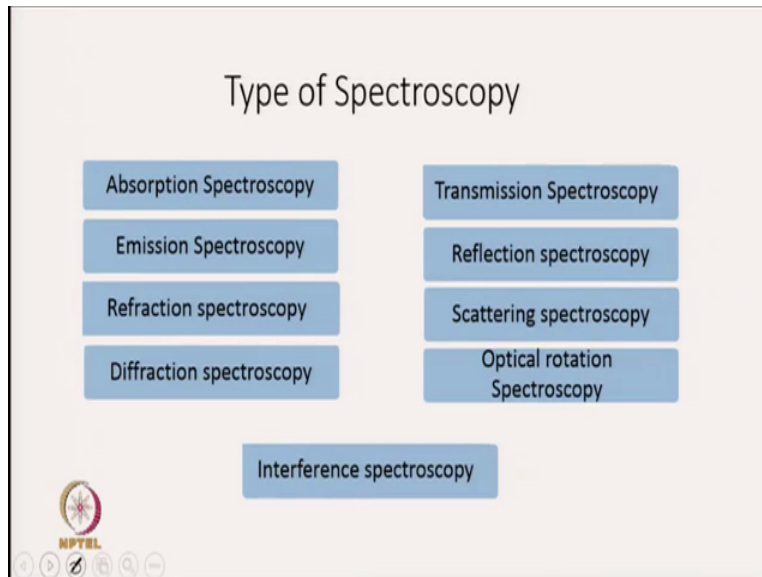 Type of Spectroscopy
Absorption Spectroscopy
Emission Spectroscopy
Refraction spectroscopy
Diffraction spectroscopy
Transmission Spectroscopy
Reflection spectroscopy
Scattering spectroscopy
Optical rotation
Spectroscopy
Interference spectroscopy
NPTEL